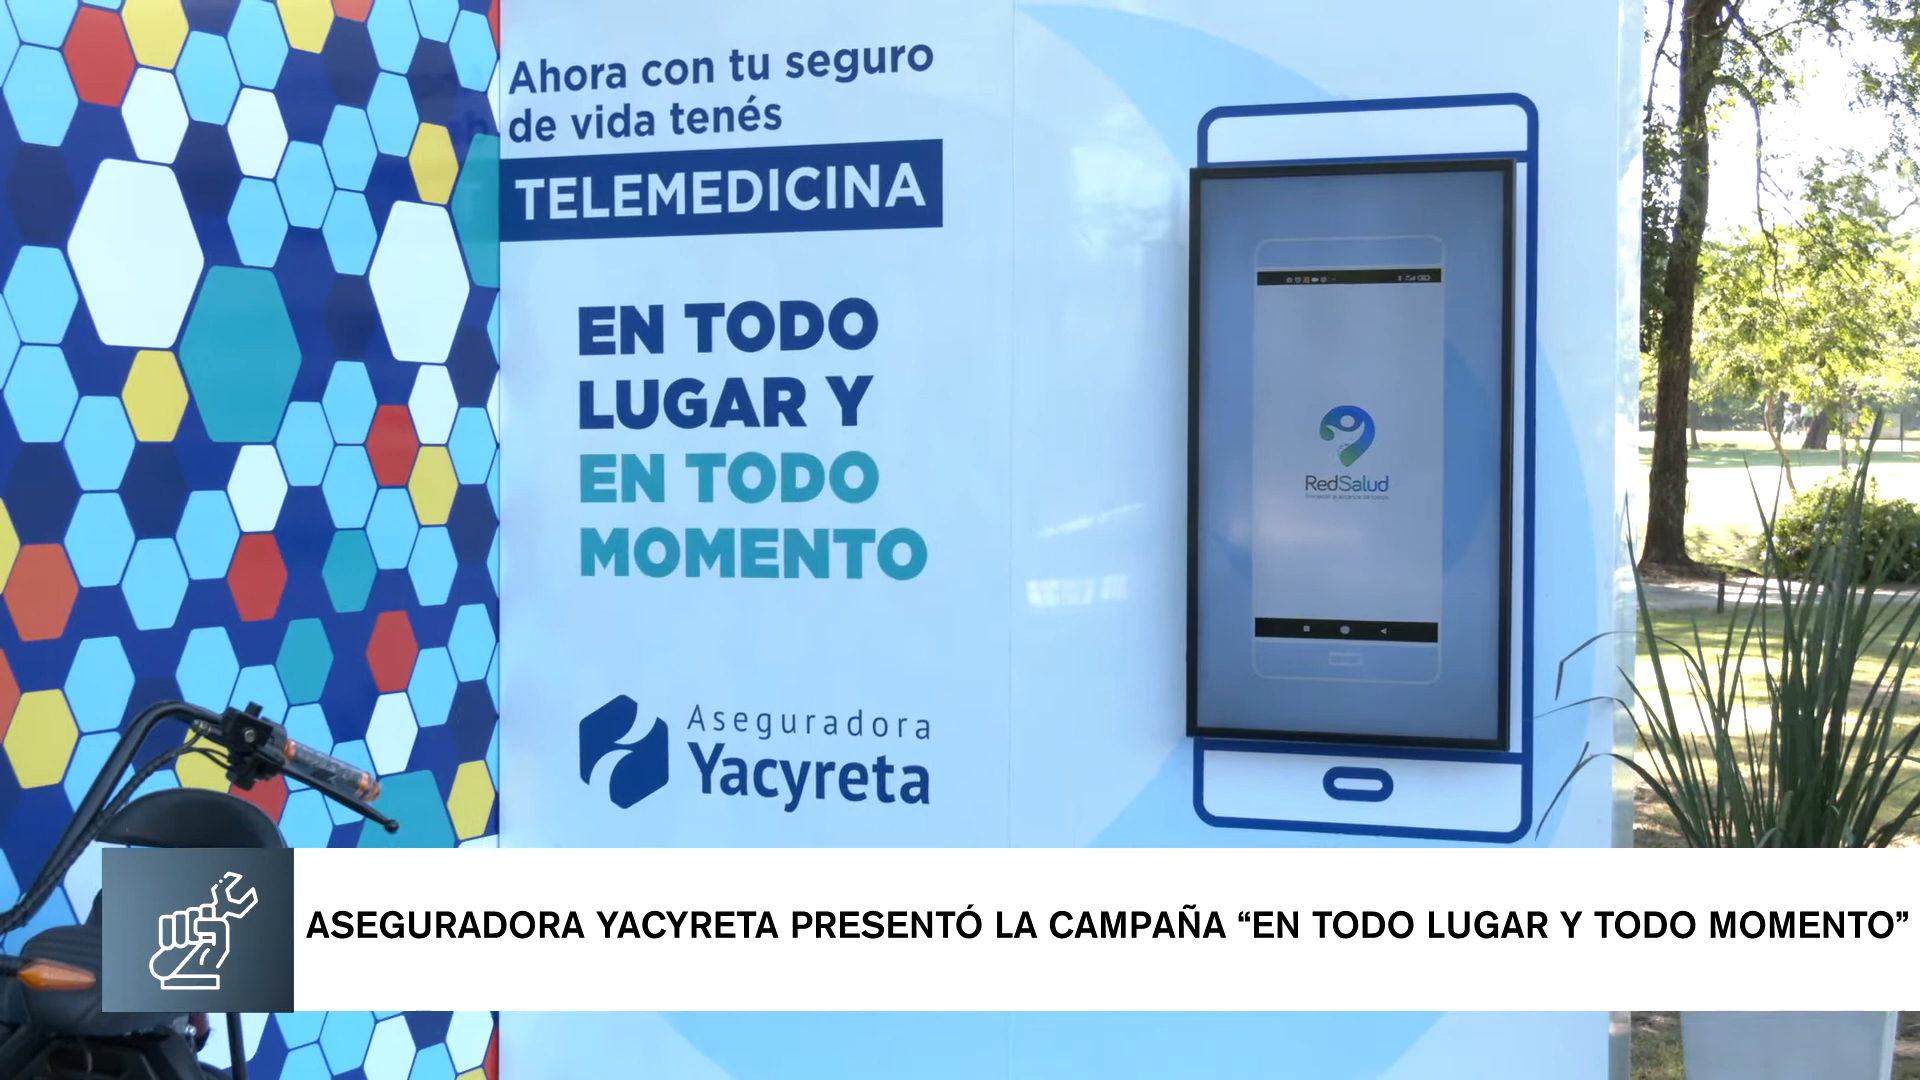 Ahora con tu seguro
de vida tenés
TELEMEDICINA
EN TODO
LUGAR Y
EN TODO
MOMENTO
Aseguradora
Yacyreta
RedSalud
ASEGURADORA YACYRETA PRESENTÓ LA CAMPAÑA “EN TODO LUGAR Y TODO MOMENTO”